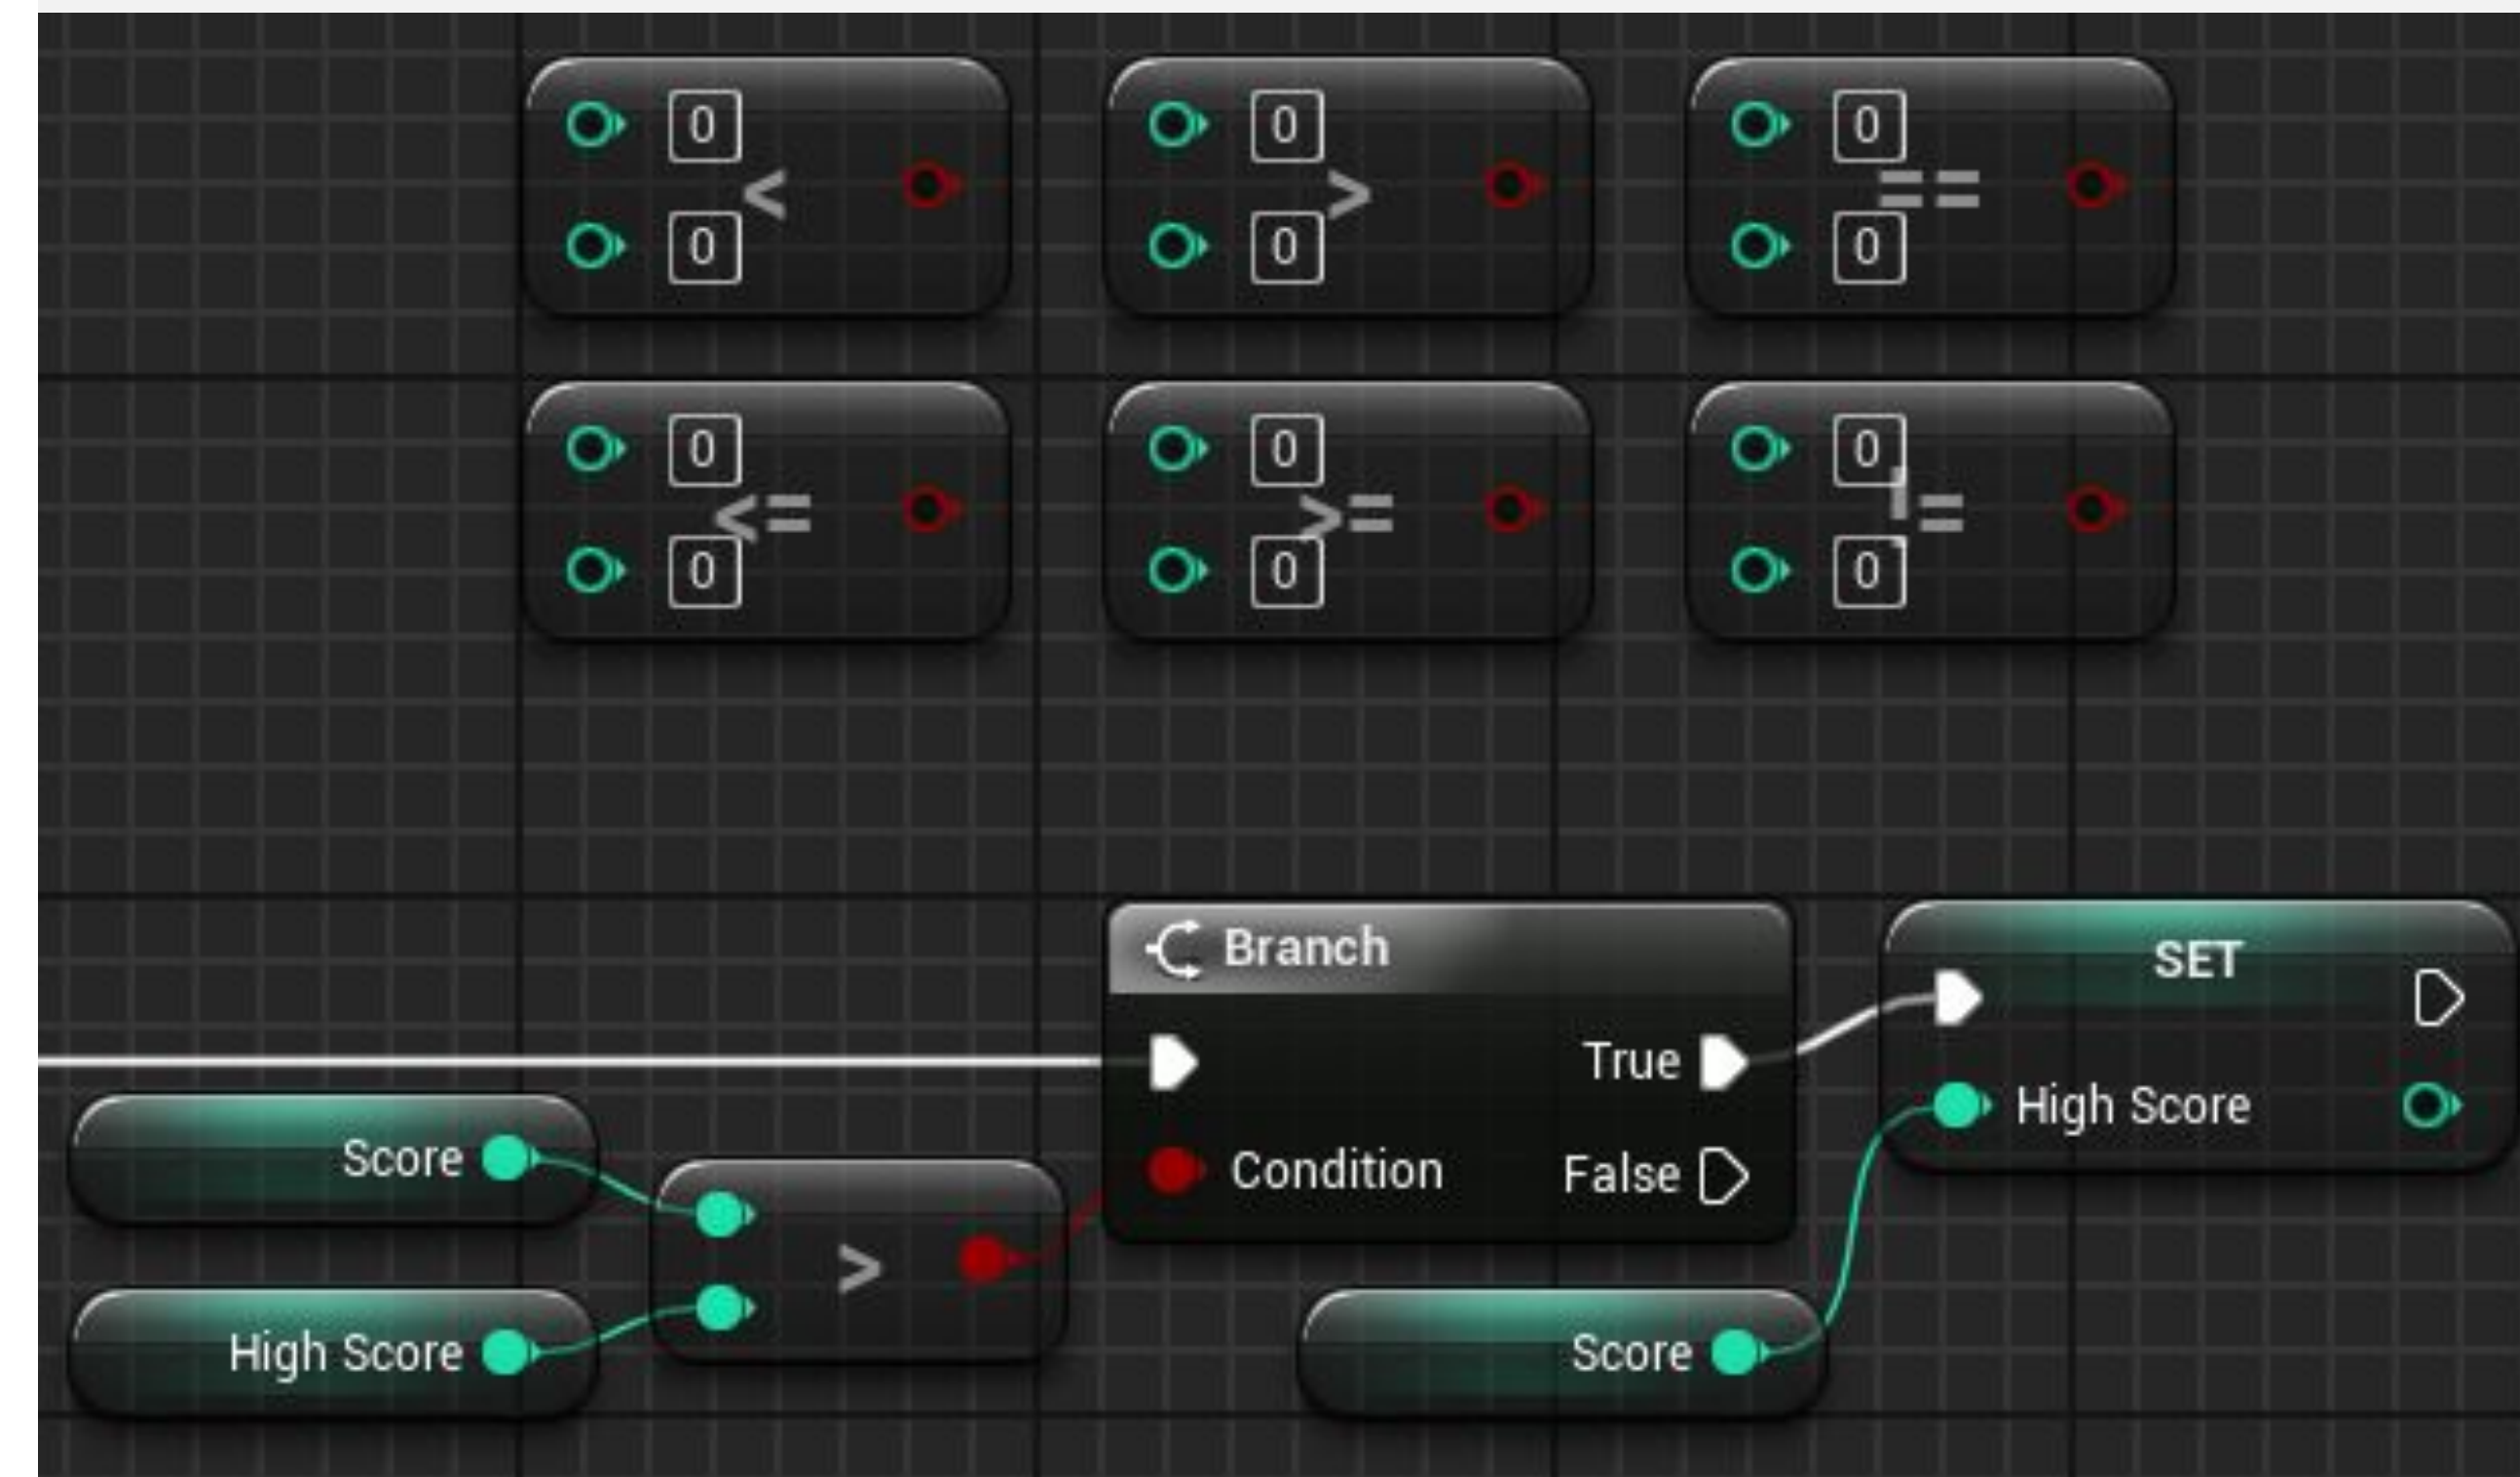 0 0 0
< > ==
0 0 0
0 0 0
<= >= !=
0 0 0
Branch
SET
True
High Score
Score
Condition
False
>
High Score
Score